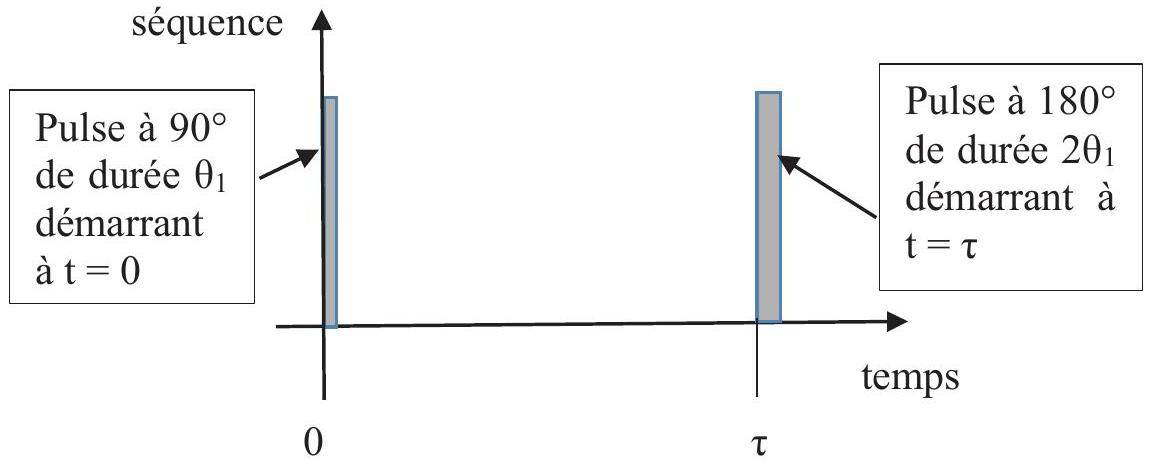 séquence
Pulse à 90°
de durée θ₁
démarrant
à t = 0
Pulse à 180°
de durée 2θ₁
démarrant à
t = τ
temps
0
τ